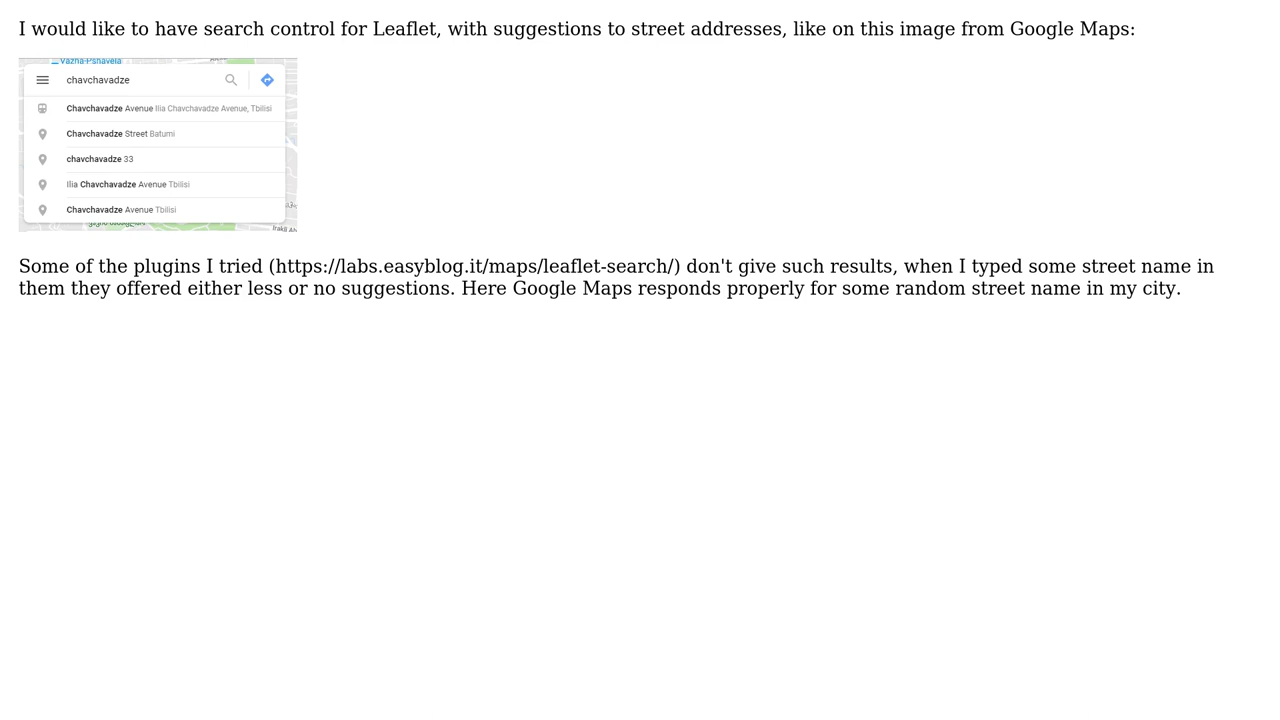 I would like to have search control for Leaflet, with suggestions to street addresses, like on this image from Google Maps:
Vazha-Pshavela
chavchavadze
Chavchavadze Avenue Ilia Chavchavadze Avenue, Tbilisi
Chavchavadze Street Batumi
chavchavadze 33
Ilia Chavchavadze Avenue Tbilisi
Chavchavadze Avenue Tbilisi
Some of the plugins I tried (https://labs.easyblog.it/maps/leaflet-search/) don't give such results, when I typed some street name in
them they offered either less or no suggestions. Here Google Maps responds properly for some random street name in my city.